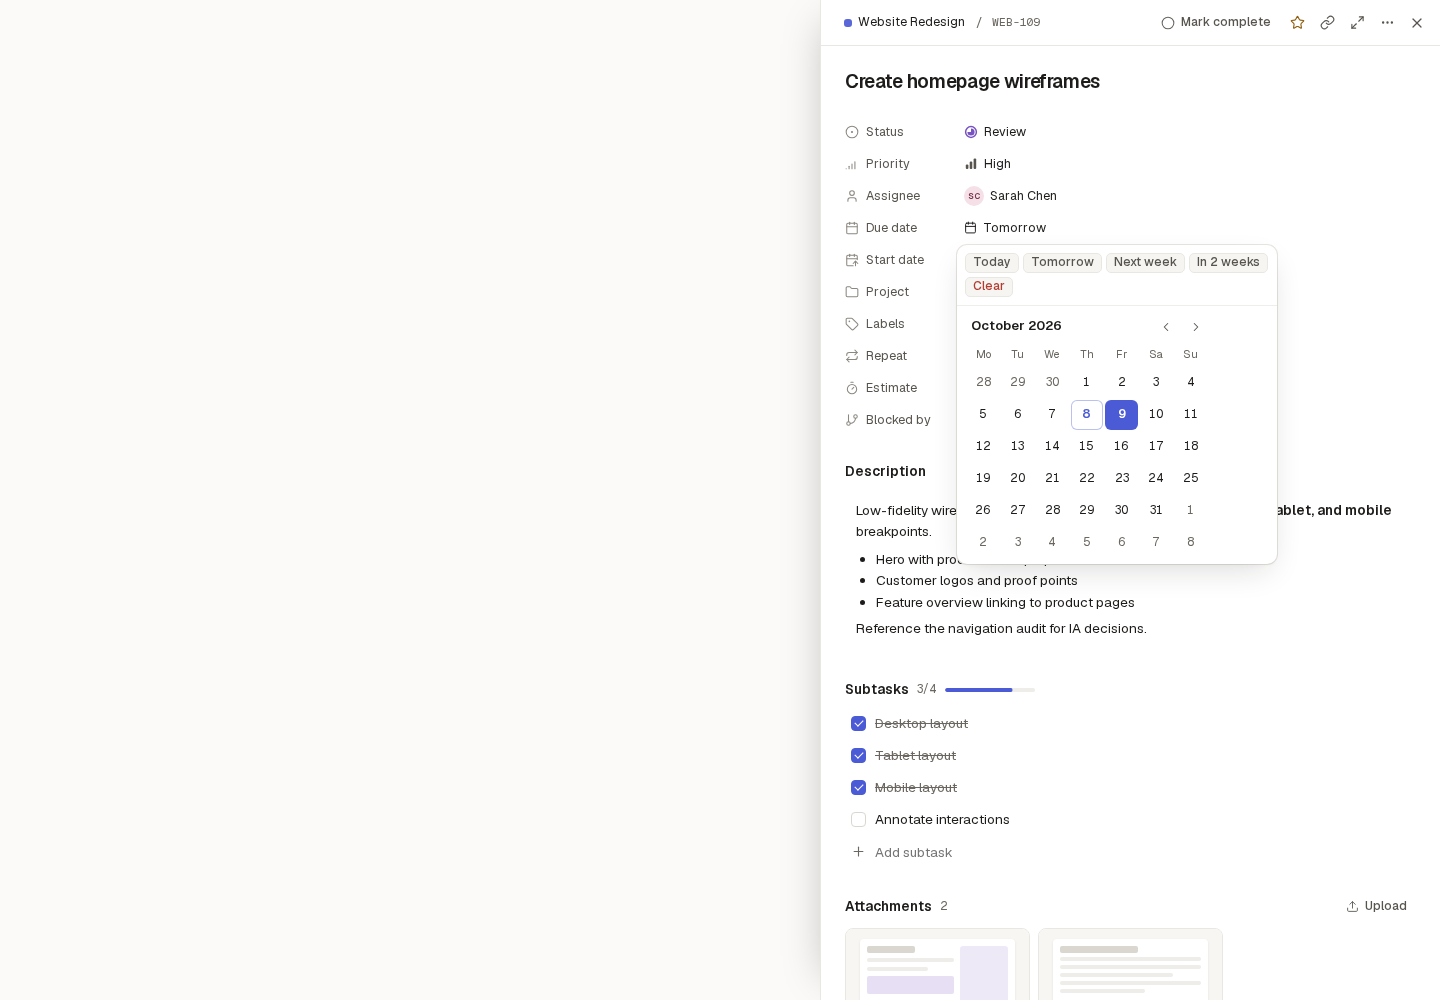 Website Redesign / WEB-109
Mark complete
Create homepage wireframes
Status Review
Priority High
Assignee SC Sarah Chen
Due date Tomorrow
Start date
Project
Labels
Repeat
Estimate
Blocked by
Today Tomorrow Next week In 2 weeks
Clear
October 2026
Mo Tu We Th Fr Sa Su
28 29 30 1 2 3 4
5 6 7 8 9 10 11
12 13 14 15 16 17 18
19 20 21 22 23 24 25
26 27 28 29 30 31 1
2 3 4 5 6 7 8
Description
Low-fidelity ablet, and mobile
breakpoints.
Hero with
Customer logos and proof points
Feature overview linking to product pages
Reference the navigation audit for IA decisions.
Subtasks 3/4
Desktop layout
Tablet layout
Mobile layout
Annotate interactions
Add subtask
Attachments 2
Upload